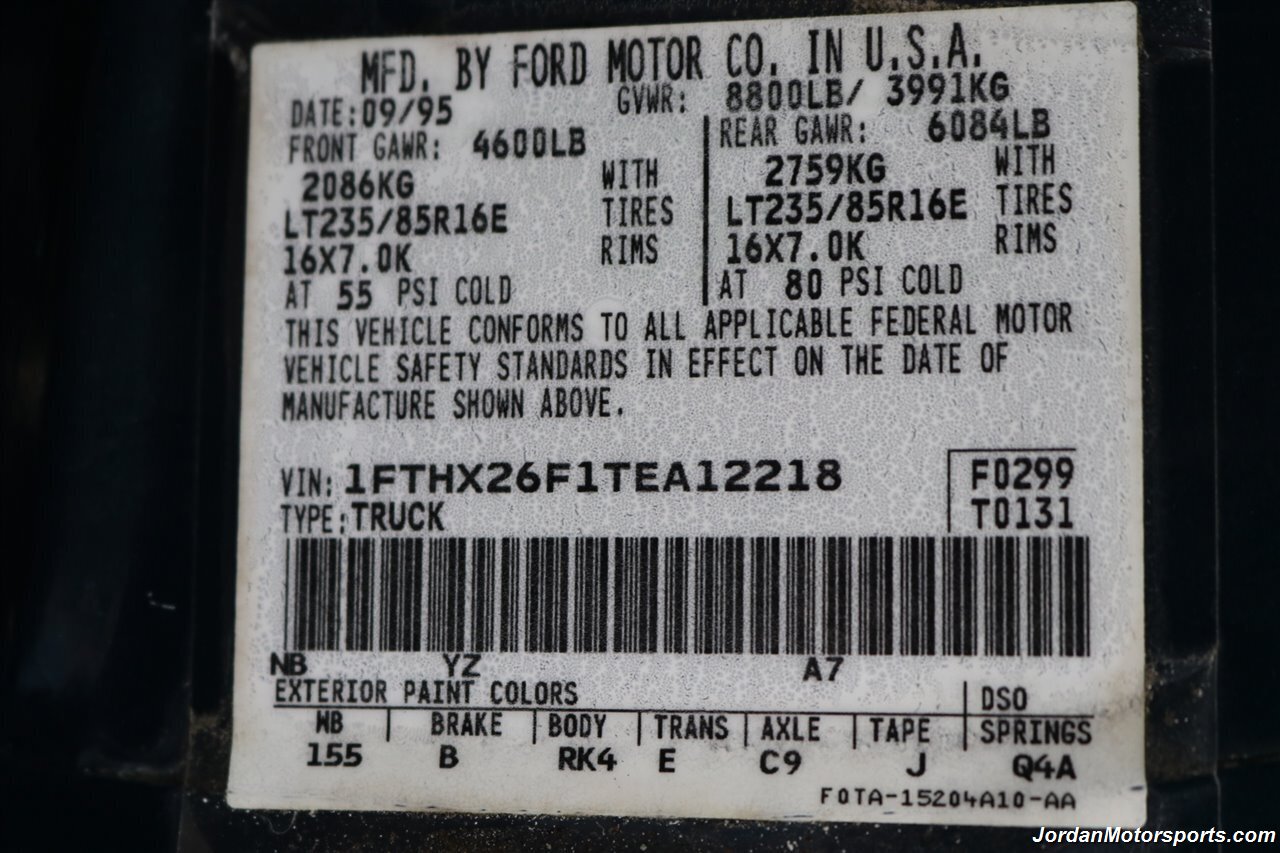 MFD. BY FORD MOTOR CO. IN U.S.A.
DATE:09/95 GVWR: 8800LB/ 3991KG
FRONT GAWR: 4600LB REAR GAWR: 6084LB
2086KG WITH 2759KG WITH
LT235/85R16E TIRES LT235/85R16E TIRES
16X7.0K RIMS 16X7.0K RIMS
AT 55 PSI COLD AT 80 PSI COLD
THIS VEHICLE CONFORMS TO ALL APPLICABLE FEDERAL MOTOR
VEHICLE SAFETY STANDARDS IN EFFECT ON THE DATE OF
MANUFACTURE SHOWN ABOVE.
VIN: 1FTHX26F1TEA12218 F0299
TYPE:TRUCK T0131
NB YZ A7
EXTERIOR PAINT COLORS DSO
WB BRAKE BODY TRANS AXLE TAPE SPRINGS
155 B RK4 E C9 J Q4A
F0TA-15204A10-AA
JordanMotorsports.com